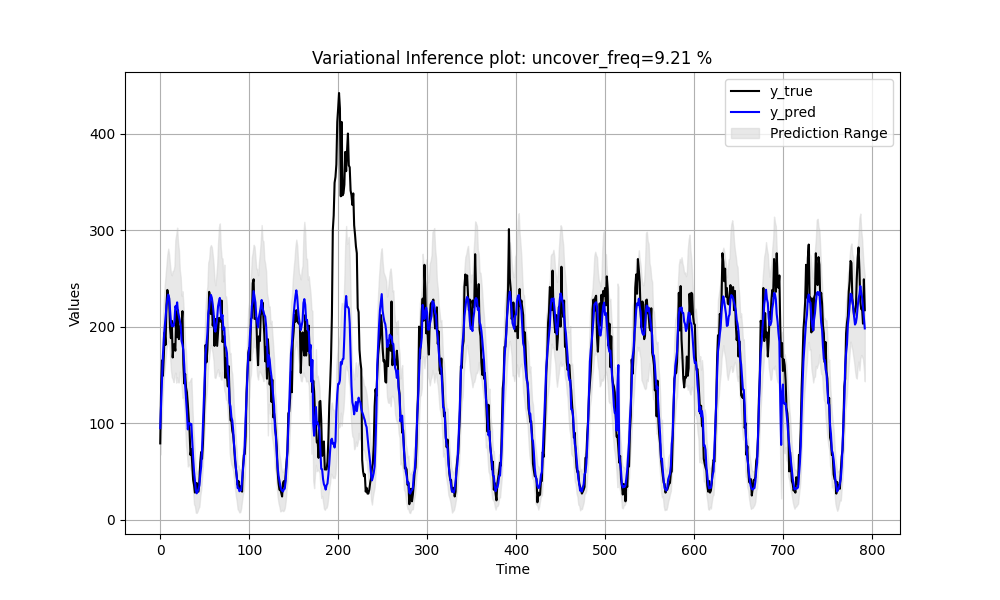 Variational Inference plot: uncover_freq=9.21 %
y_true
y_pred
Prediction Range
Values
400
300
200
100
0
0 100 200 300 400 500 600 700 800
Time